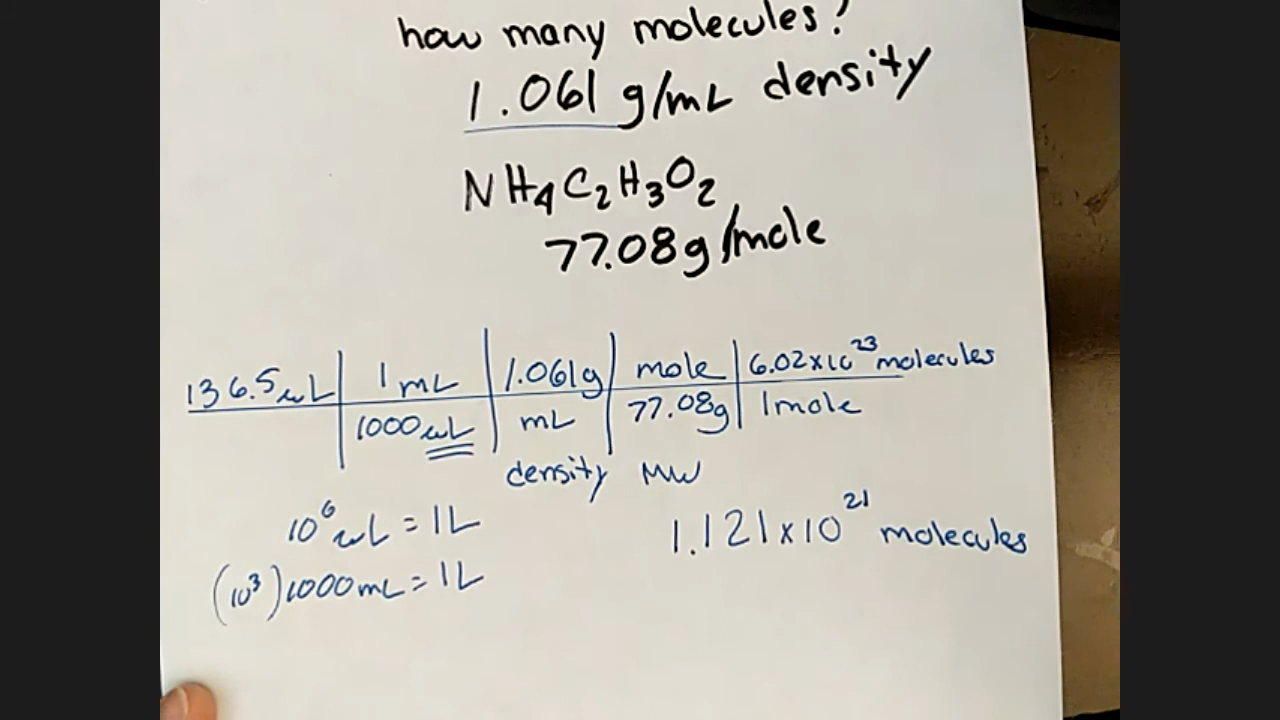 how many molecules?
1.061 g/mL density
NH4C2H3O2
77.08g/mole
136.5 uL | 1 mL | 1.061g | mole | 6.02x10^23 molecules
1000 uL | mL | 77.08g | 1mole
density MW
10^6 uL = 1L
1.121 x 10^21 molecules
(10^3) 1000mL = 1L